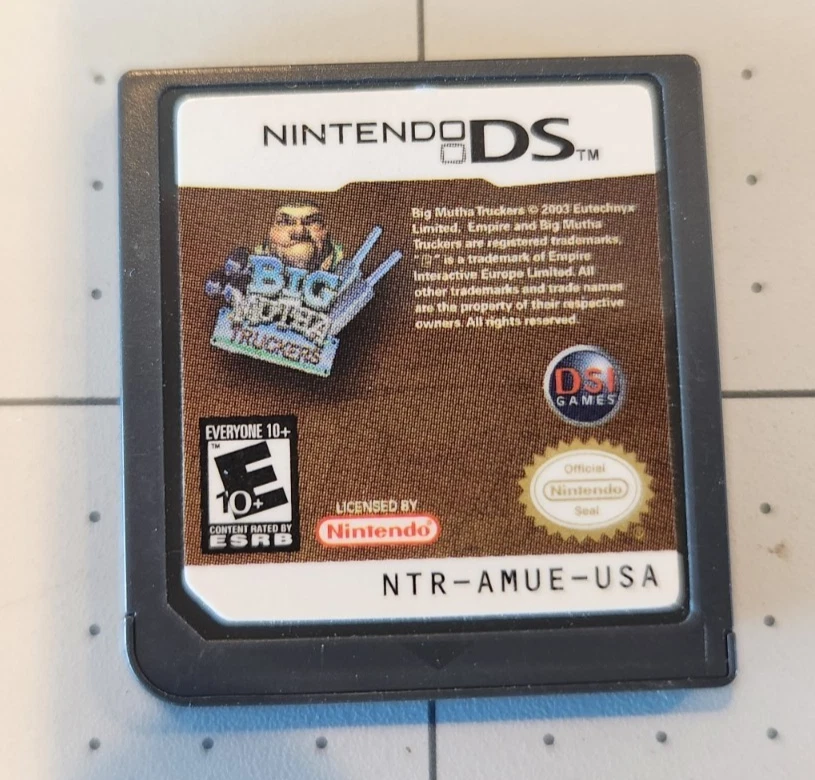 NINTENDO DS™
Big Mutha Truckers © 2003 Eutechnyx
Limited. Empire and Big Mutha
Truckers are registered trademarks.
" " is a trademark of Empire
Interactive Europe Limited. All
other trademarks and trade names
are the property of their respective
owners. All rights reserved.
BIG
MUTHA
TRUCKERS
DSI
GAMES
EVERYONE 10+
™
E
10+
CONTENT RATED BY
ESRB
LICENSED BY
Nintendo®
Official
Nintendo
Seal
®
NTR-AMUE-USA